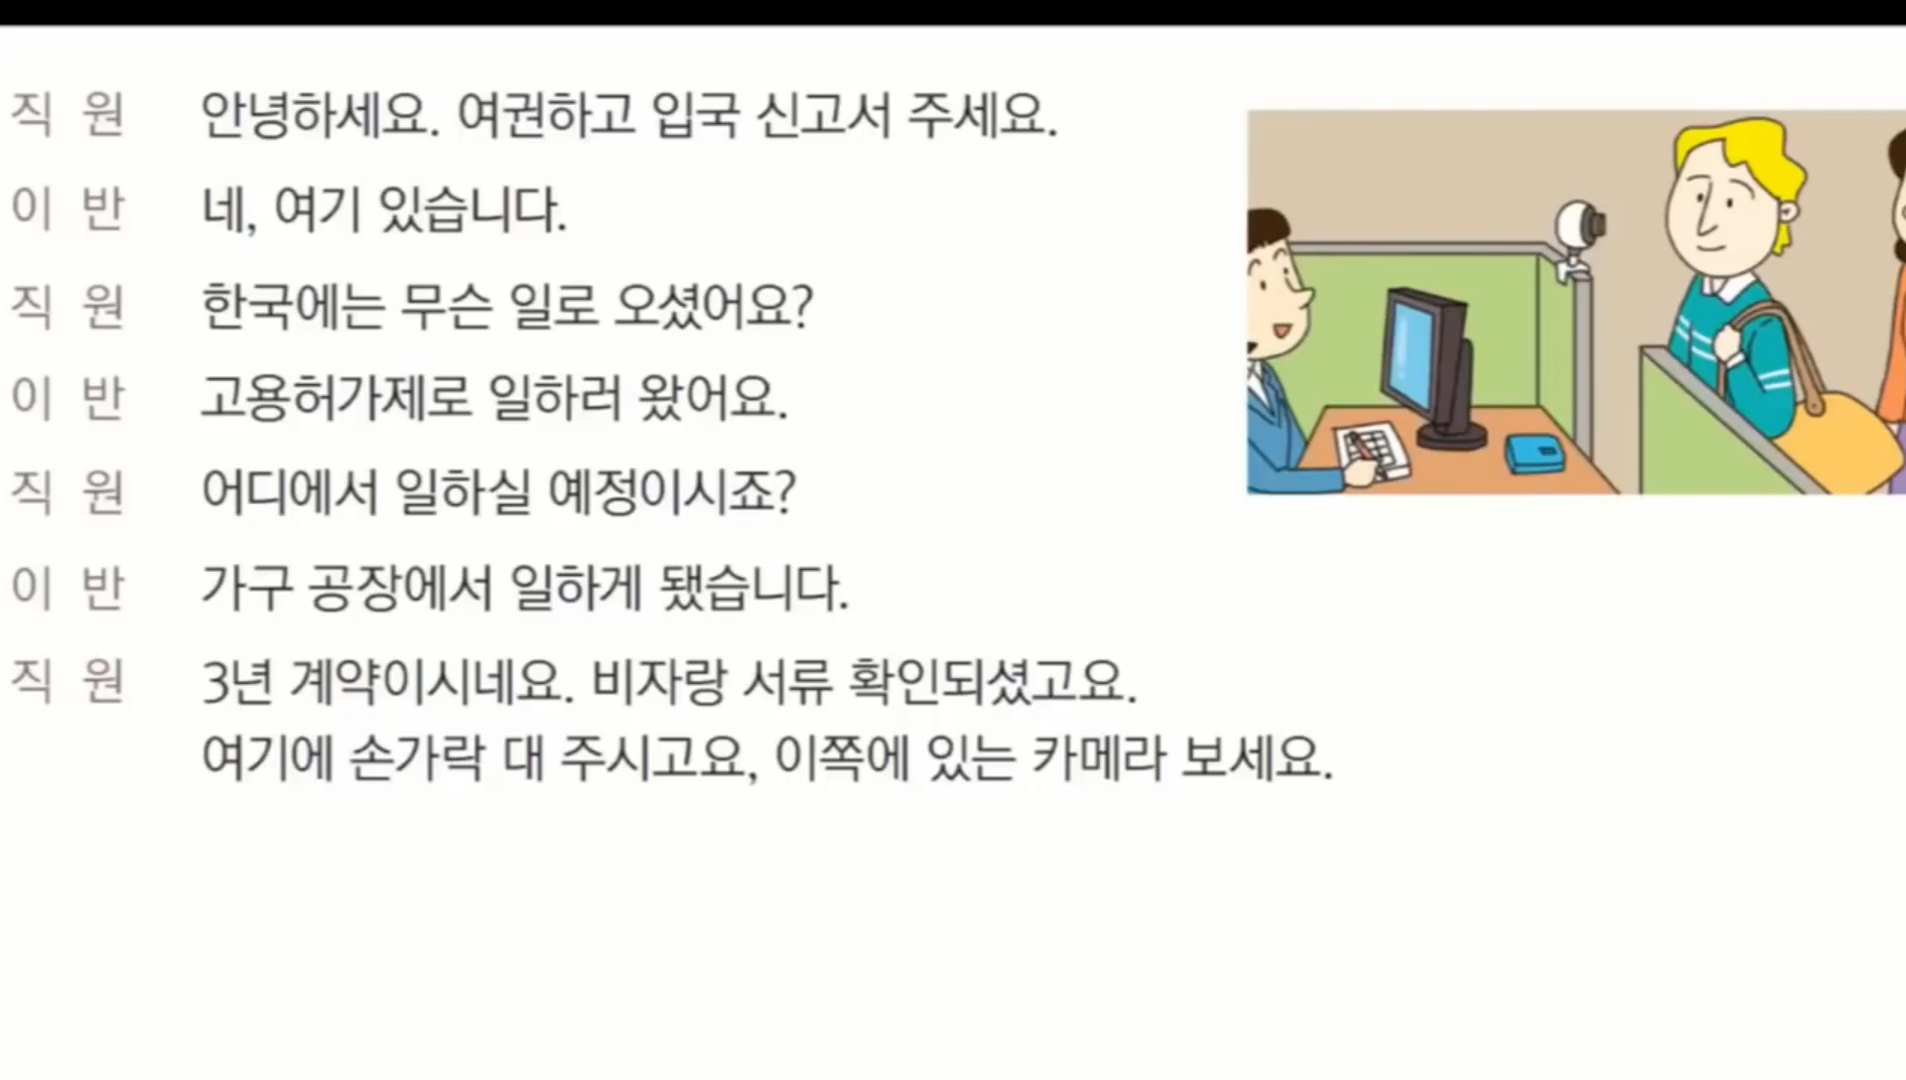 직 원 안녕하세요. 여권하고 입국 신고서 주세요.
이 반 네, 여기 있습니다.
직 원 한국에는 무슨 일로 오셨어요?
이 반 고용허가제로 일하러 왔어요.
직 원 어디에서 일하실 예정이시죠?
이 반 가구 공장에서 일하게 됐습니다.
직 원 3년 계약이시네요. 비자랑 서류 확인되셨고요.
여기에 손가락 대 주시고요, 이쪽에 있는 카메라 보세요.